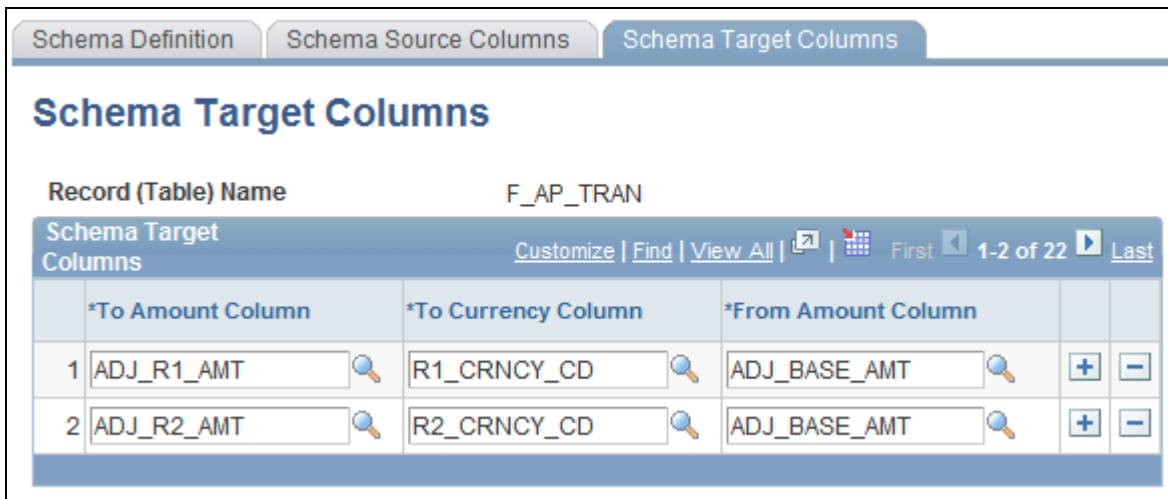 Schema Definition Schema Source Columns Schema Target Columns
Schema Target Columns
Record (Table) Name F_AP_TRAN
Schema Target Columns Customize | Find | View All | | First 1-2 of 22 Last
*To Amount Column *To Currency Column *From Amount Column
1 ADJ_R1_AMT R1_CRNCY_CD ADJ_BASE_AMT + -
2 ADJ_R2_AMT R2_CRNCY_CD ADJ_BASE_AMT + -